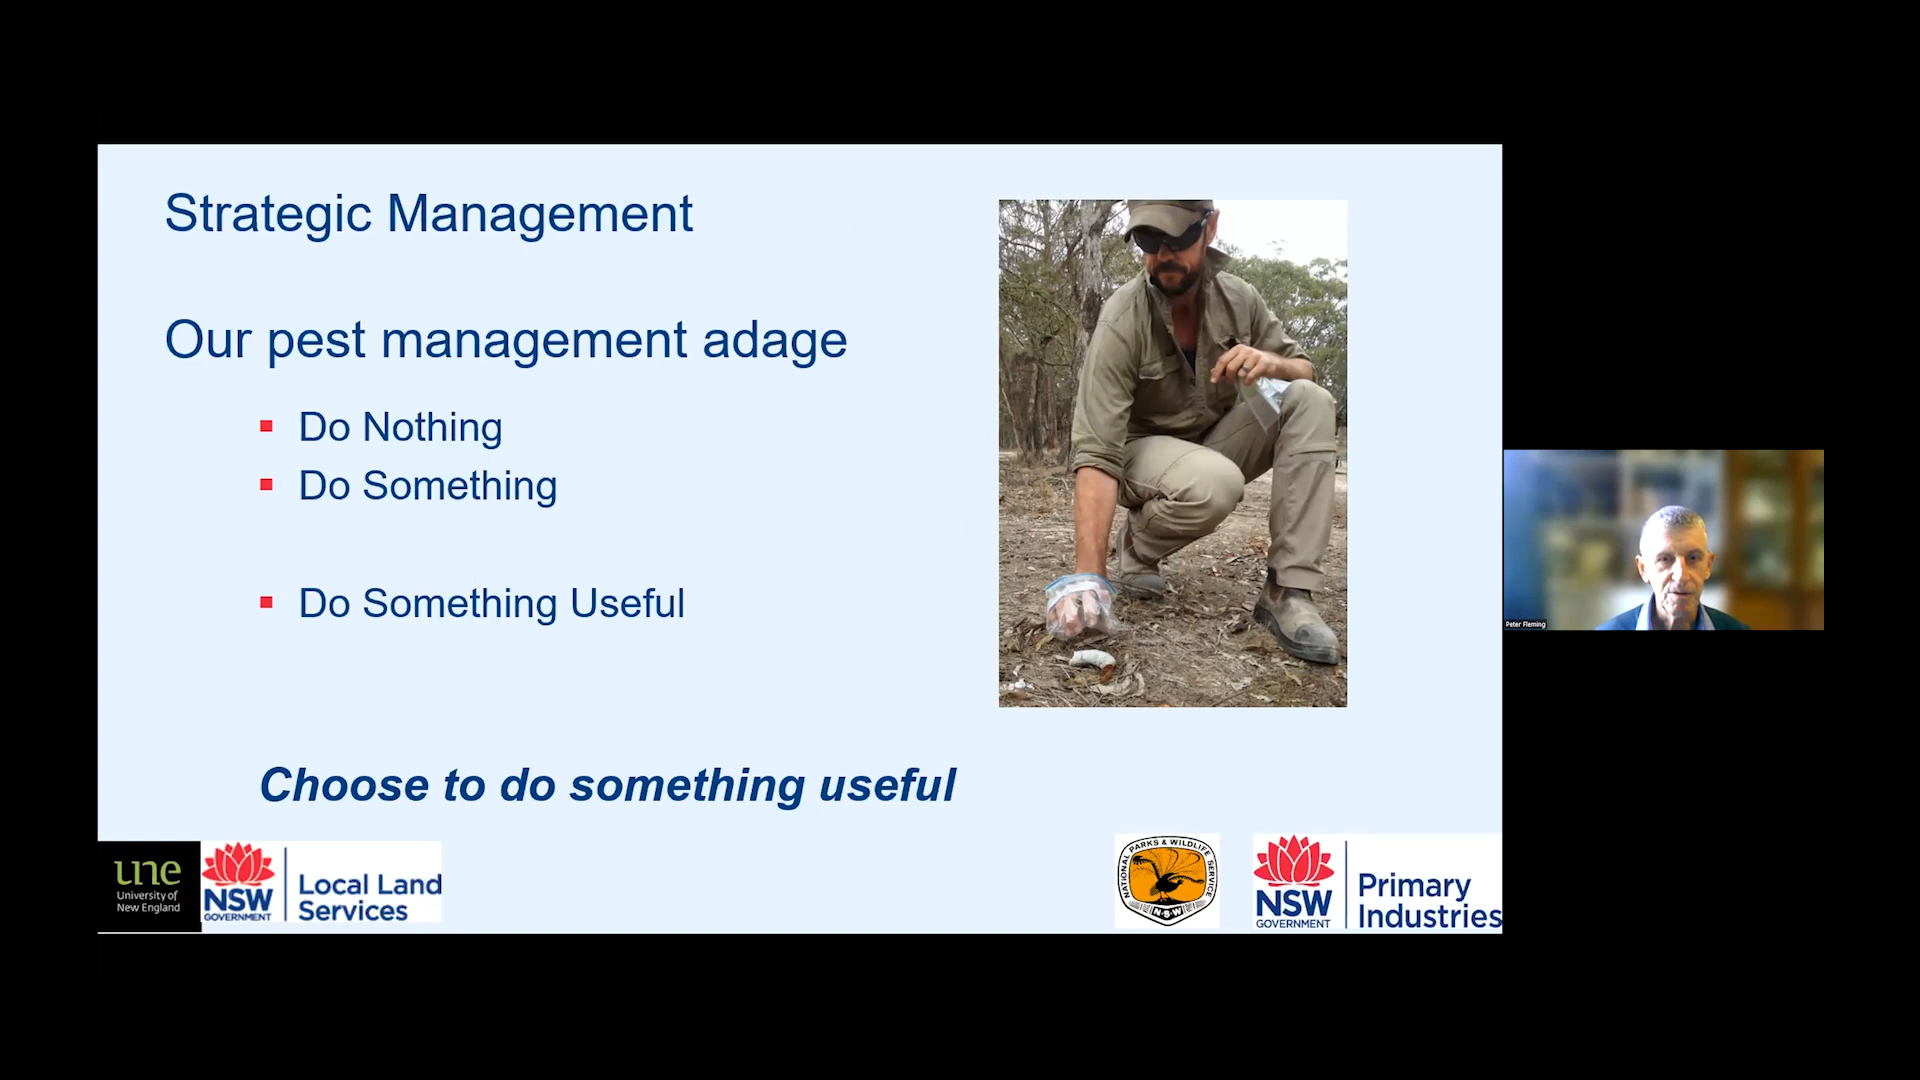 Strategic Management
Our pest management adage
Do Nothing
Do Something
Do Something Useful
Choose to do something useful
une
University of
New England
NSW
GOVERNMENT
Local Land
Services
NATIONAL PARKS & WILDLIFE SERVICE
N·S·W
NSW
GOVERNMENT
Primary
Industries
Peter Fleming